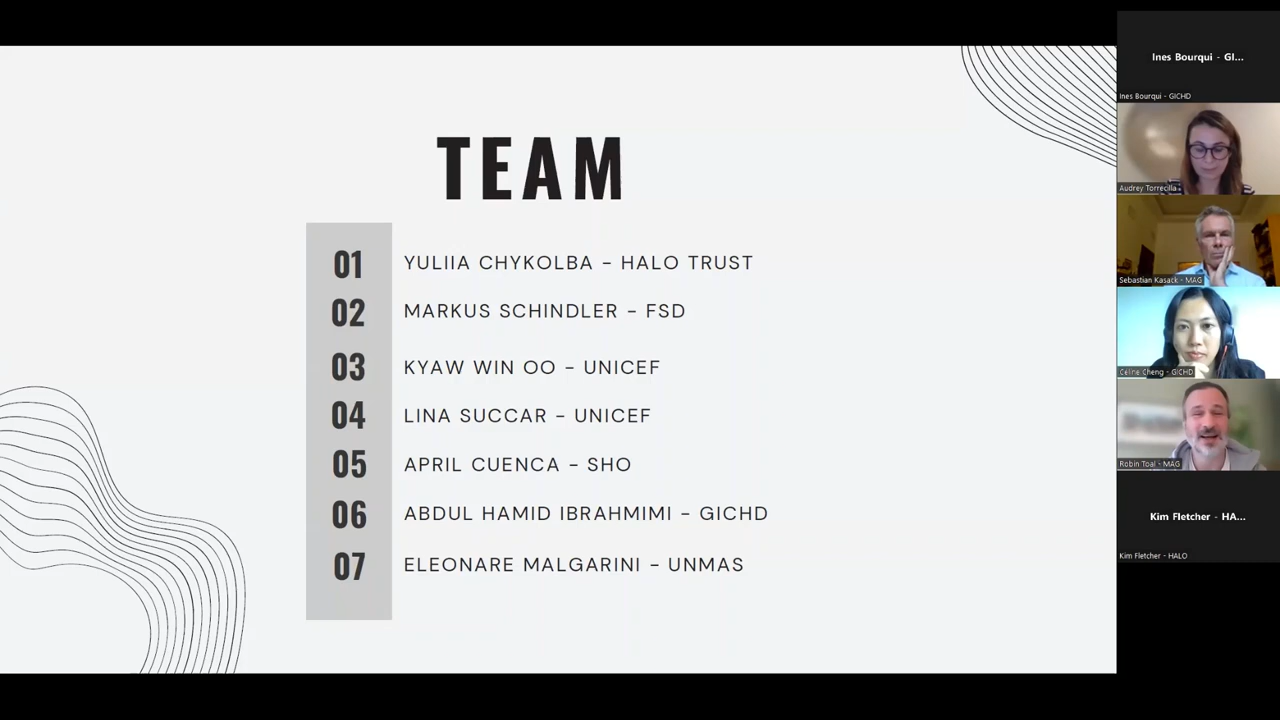 TEAM
01 YULIIA CHYKOLBA – HALO TRUST
02 MARKUS SCHINDLER – FSD
03 KYAW WIN OO – UNICEF
04 LINA SUCCAR – UNICEF
05 APRIL CUENCA – SHO
06 ABDUL HAMID IBRAHMIMI – GICHD
07 ELEONARE MALGARINI – UNMAS
Ines Bourqui - GI...
Ines Bourqui - GICHD
Audrey Torrecilla
Sebastian Kasack - MAG
Celine Cheng - GICHD
Robin Toal - MAG
Kim Fletcher - HA...
Kim Fletcher - HALO